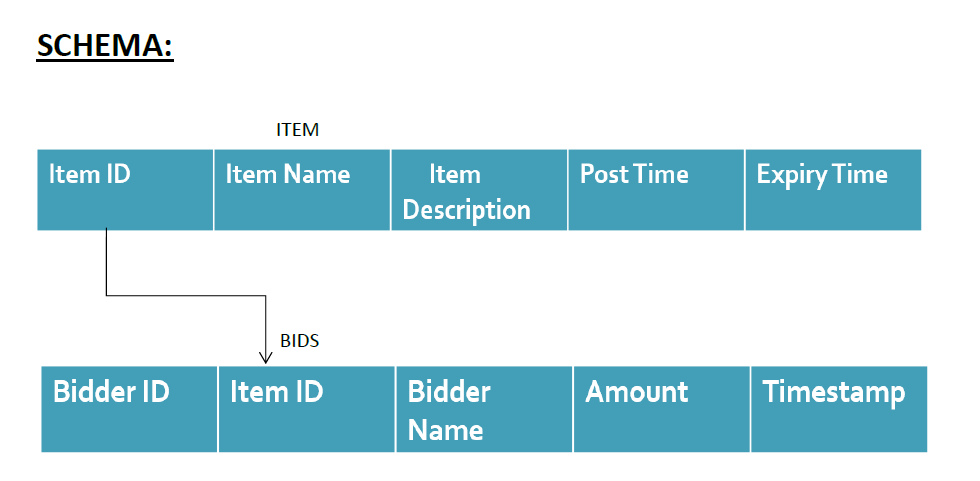 SCHEMA:
ITEM
Item ID
Item Name
Item
Description
Post Time
Expiry Time
BIDS
Bidder ID
Item ID
Bidder
Name
Amount
Timestamp